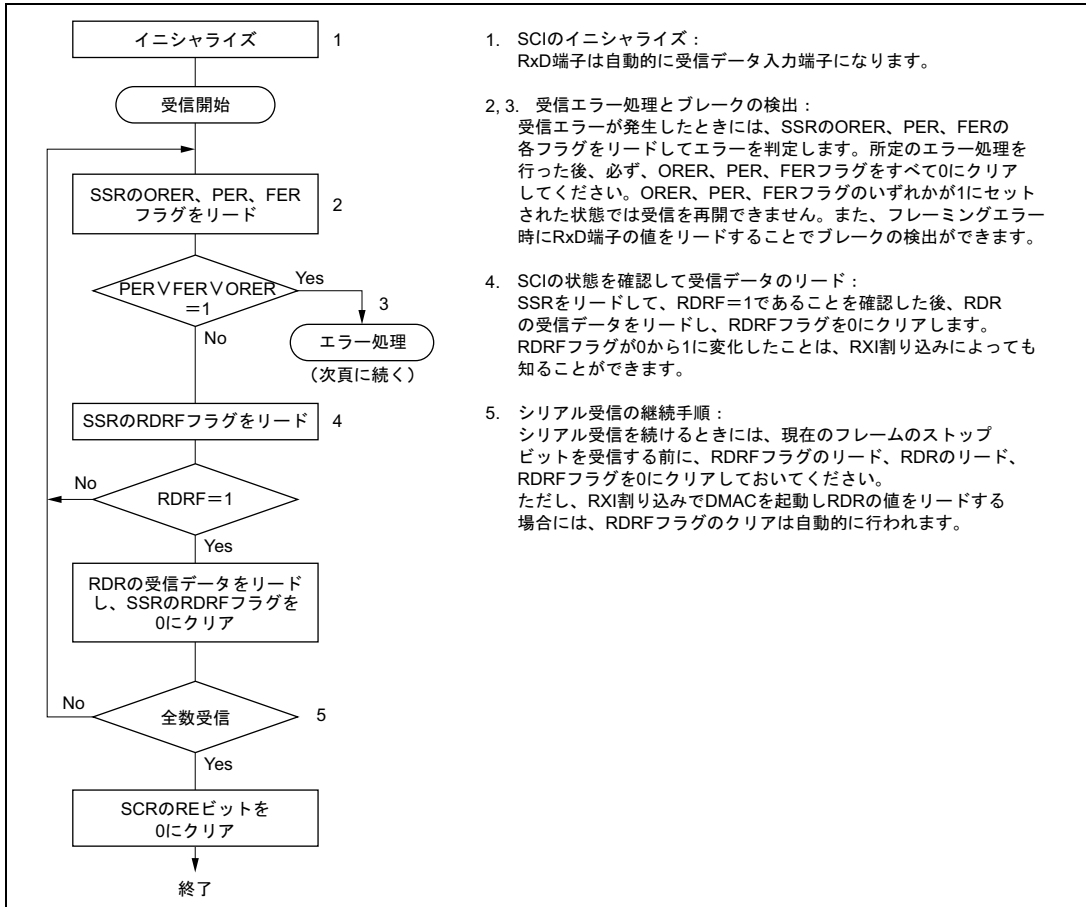 イニシャライズ 1
受信開始
SSRのORER、PER、FER
フラグをリード 2
PER∨FER∨ORER
＝1
Yes
3
No
エラー処理
（次頁に続く）
SSRのRDRFフラグをリード 4
No
RDRF＝1
Yes
RDRの受信データをリード
し、SSRのRDRFフラグを
0にクリア
No
全数受信 5
Yes
SCRのREビットを
0にクリア
終了
1. SCIのイニシャライズ：
RxD端子は自動的に受信データ入力端子になります。
2, 3. 受信エラー処理とブレークの検出：
受信エラーが発生したときには、SSRのORER、PER、FERの
各フラグをリードしてエラーを判定します。所定のエラー処理を
行った後、必ず、ORER、PER、FERフラグをすべて0にクリア
してください。ORER、PER、FERフラグのいずれかが1にセット
された状態では受信を再開できません。また、フレーミングエラー
時にRxD端子の値をリードすることでブレークの検出ができます。
4. SCIの状態を確認して受信データのリード：
SSRをリードして、RDRF＝1であることを確認した後、RDR
の受信データをリードし、RDRFフラグを0にクリアします。
RDRFフラグが0から1に変化したことは、RXI割り込みによっても
知ることができます。
5. シリアル受信の継続手順：
シリアル受信を続けるときには、現在のフレームのストップ
ビットを受信する前に、RDRFフラグのリード、RDRのリード、
RDRFフラグを0にクリアしておいてください。
ただし、RXI割り込みでDMACを起動しRDRの値をリードする
場合には、RDRFフラグのクリアは自動的に行われます。